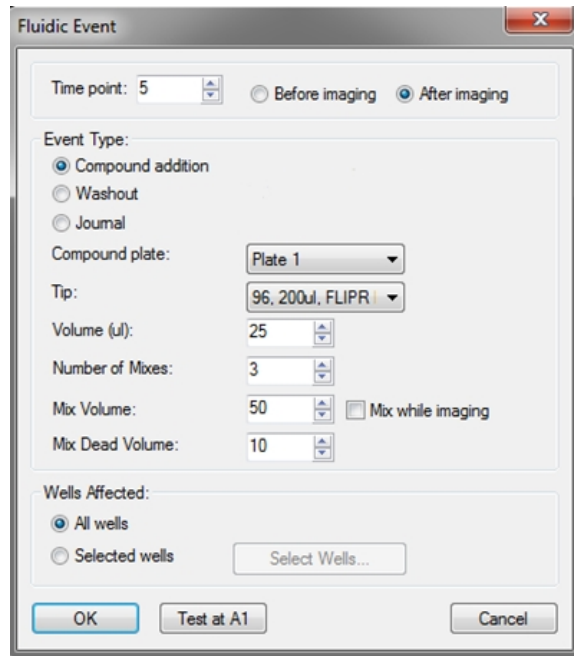 Fluidic Event
Time point: 5 Before imaging After imaging
Event Type:
Compound addition
Washout
Journal
Compound plate: Plate 1
Tip: 96, 200ul, FLIPR
Volume (ul): 25
Number of Mixes: 3
Mix Volume: 50 Mix while imaging
Mix Dead Volume: 10
Wells Affected:
All wells
Selected wells Select Wells...
OK Test at A1 Cancel